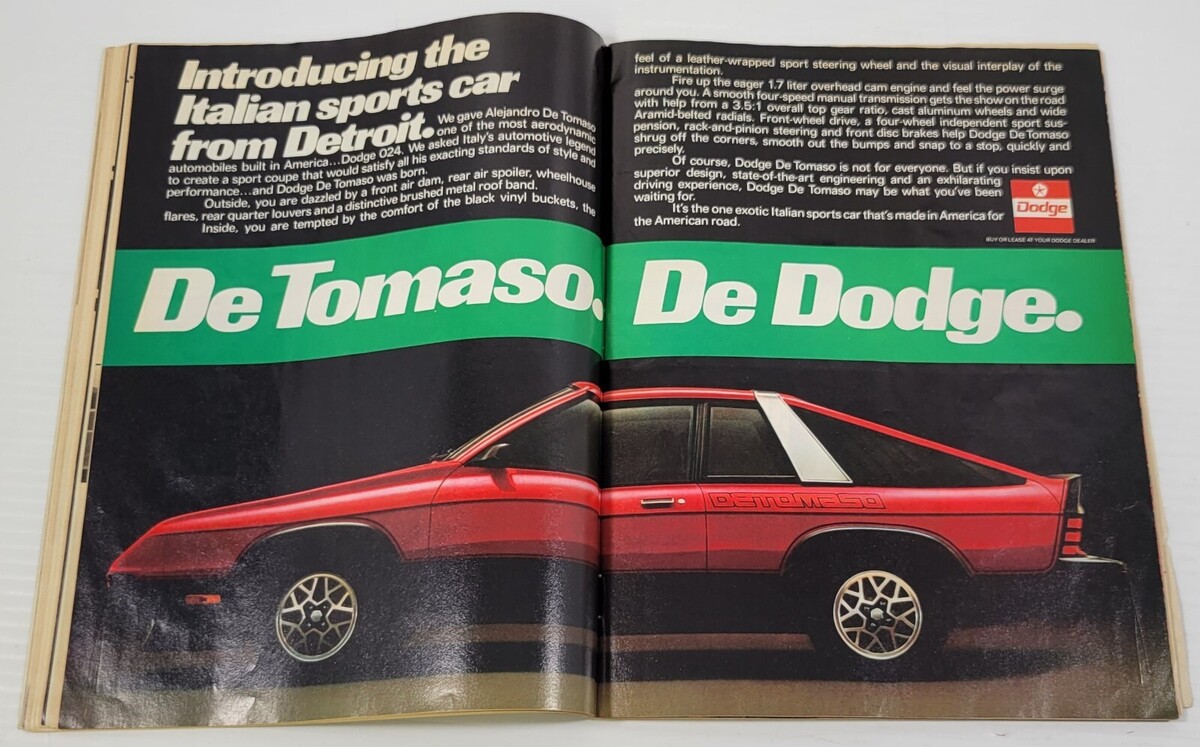 Introducing the
Italian sports car
from Detroit.
We gave Alejandro De Tomaso
one of the most aerodynamic
automobiles built in America...Dodge 024. We asked Italy's automotive legend
to create a sport coupe that would satisfy all his exacting standards of style and
performance...and Dodge De Tomaso was born.
Outside, you are dazzled by a front air dam, rear air spoiler, wheelhouse
flares, rear quarter louvers and a distinctive brushed metal roof band.
Inside, you are tempted by the comfort of the black vinyl buckets, the
feel of a leather-wrapped sport steering wheel and the visual interplay of the
instrumentation.
Fire up the eager 1.7 liter overhead cam engine and feel the power surge
around you. A smooth four-speed manual transmission gets the show on the road
with help from a 3.5:1 overall top gear ratio, cast aluminum wheels and wide
Aramid-belted radials. Front-wheel drive, a four-wheel independent sport sus-
pension, rack-and-pinion steering and front disc brakes help Dodge De Tomaso
shrug off the corners, smooth out the bumps and snap to a stop, quickly and
precisely.
Of course, Dodge De Tomaso is not for everyone. But if you insist upon
superior design, state-of-the-art engineering and an exhilarating
driving experience, Dodge De Tomaso may be what you've been
waiting for.
It's the one exotic Italian sports car that's made in America for
the American road.
Dodge
BUY OR LEASE AT YOUR DODGE DEALER
De Tomaso. De Dodge.
DETOMASO